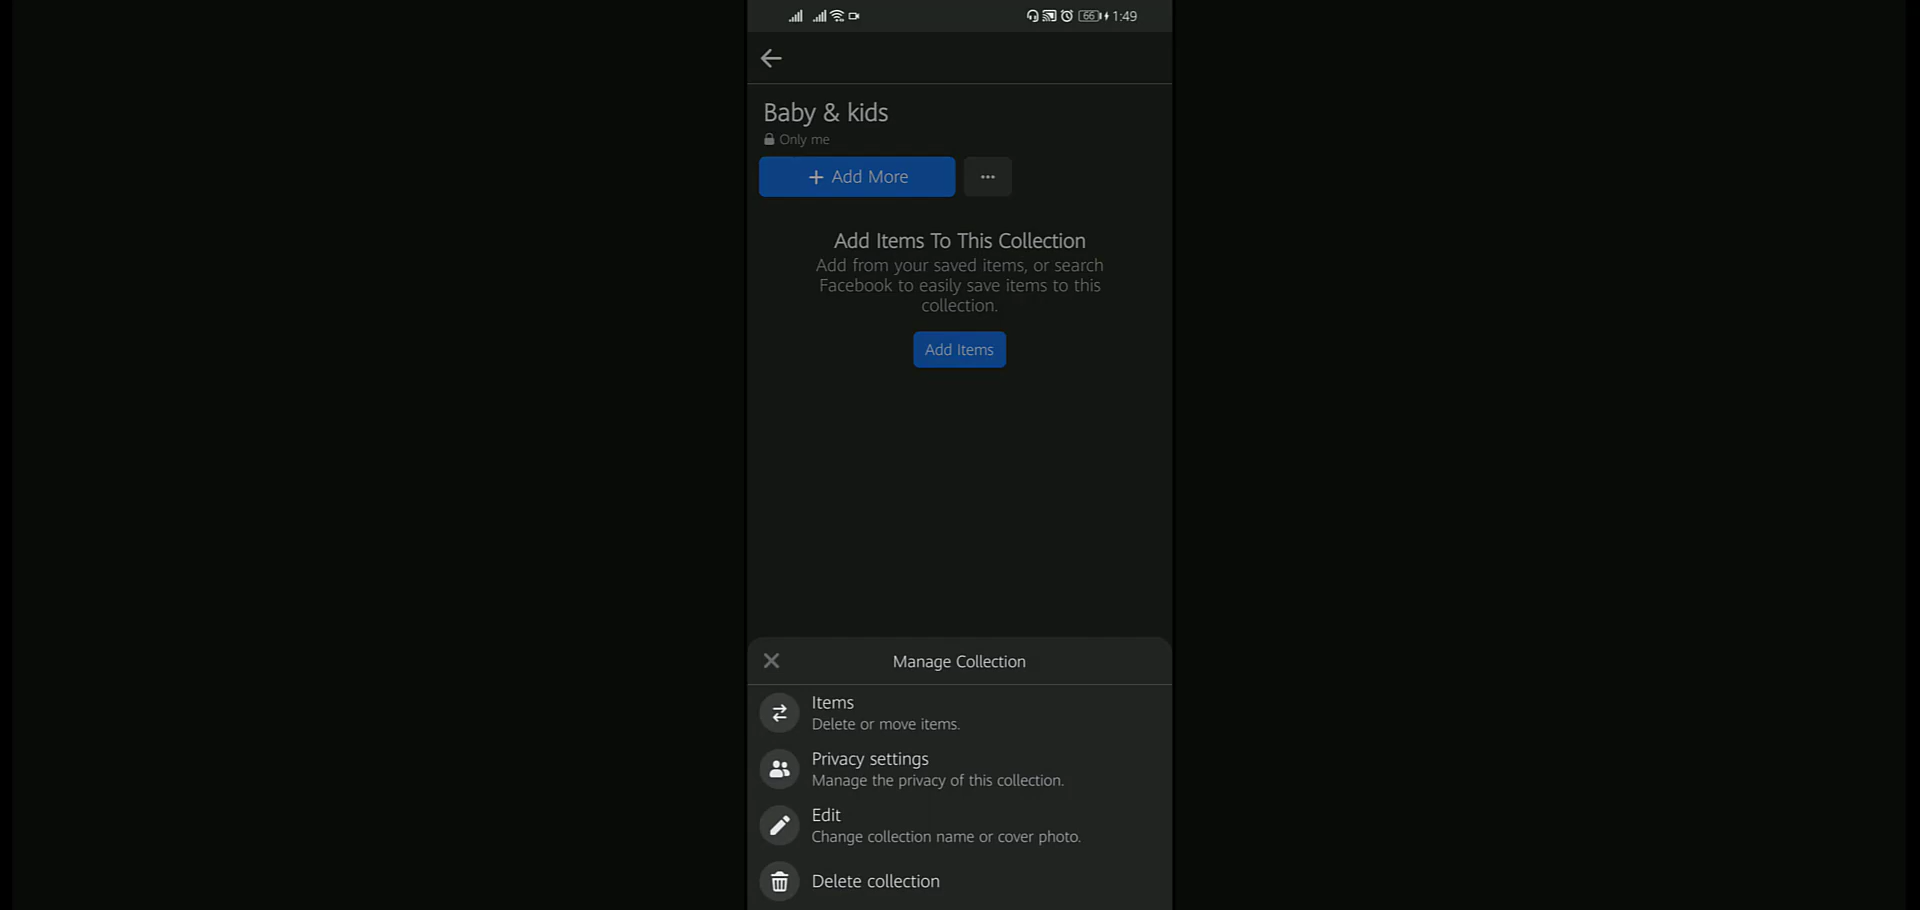 66 1:49
Baby & kids
Only me
+ Add More
...
Add Items To This Collection
Add from your saved items, or search
Facebook to easily save items to this
collection.
Add Items
Manage Collection
Items
Delete or move items.
Privacy settings
Manage the privacy of this collection.
Edit
Change collection name or cover photo.
Delete collection